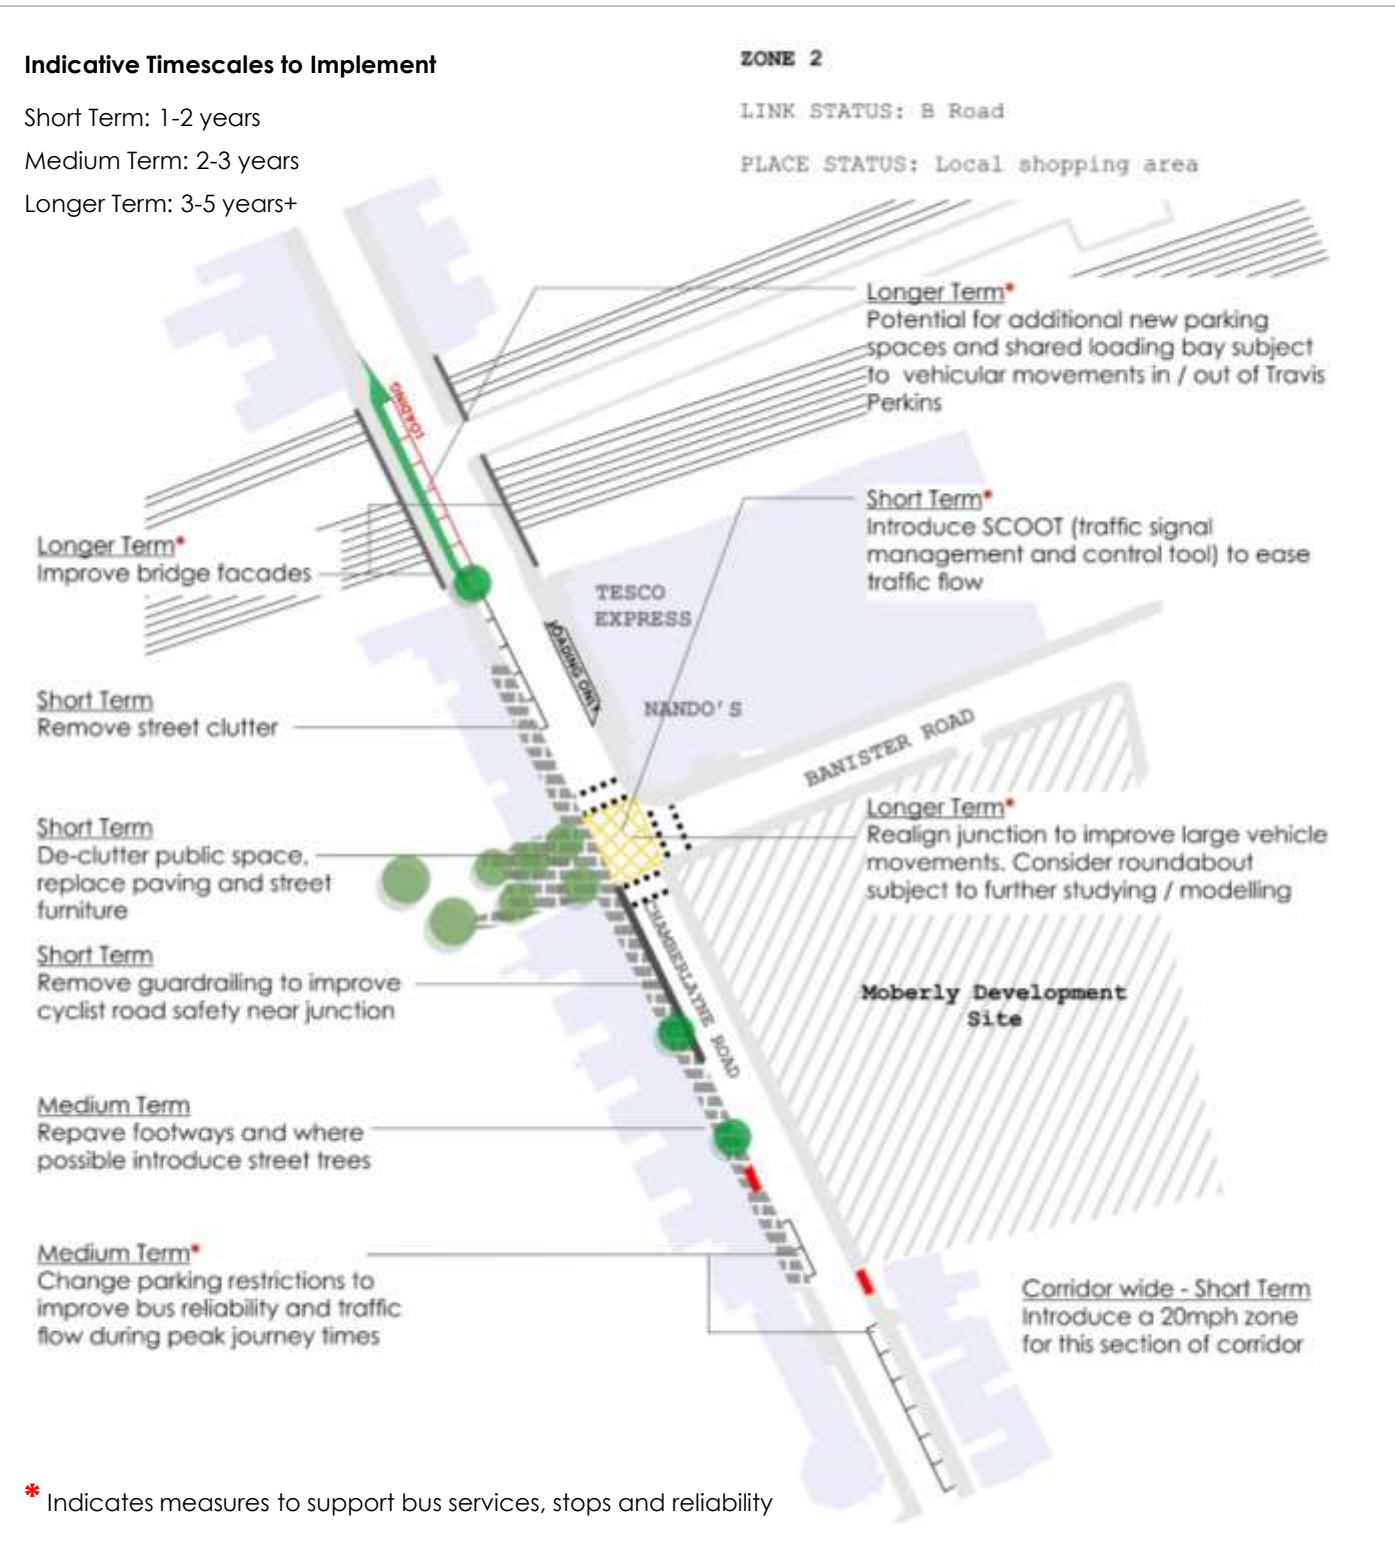 Indicative Timescales to Implement
Short Term: 1-2 years
Medium Term: 2-3 years
Longer Term: 3-5 years+
ZONE 2
LINK STATUS: B Road
PLACE STATUS: Local shopping area
Longer Term*
Potential for additional new parking
spaces and shared loading bay subject
to vehicular movements in / out of Travis
Perkins
LOADING
Short Term*
Introduce SCOOT (traffic signal
management and control tool) to ease
traffic flow
Longer Term*
Improve bridge facades
TESCO
EXPRESS
LOADING ONLY
NANDO'S
Short Term
Remove street clutter
BANISTER ROAD
Longer Term*
Realign junction to improve large vehicle
movements. Consider roundabout
subject to further studying / modelling
Short Term
De-clutter public space,
replace paving and street
furniture
Short Term
Remove guardrailing to improve
cyclist road safety near junction
CHAMBERLAYNE ROAD
Moberly Development
Site
Medium Term
Repave footways and where
possible introduce street trees
Medium Term*
Change parking restrictions to
improve bus reliability and traffic
flow during peak journey times
Corridor wide - Short Term
Introduce a 20mph zone
for this section of corridor
* Indicates measures to support bus services, stops and reliability